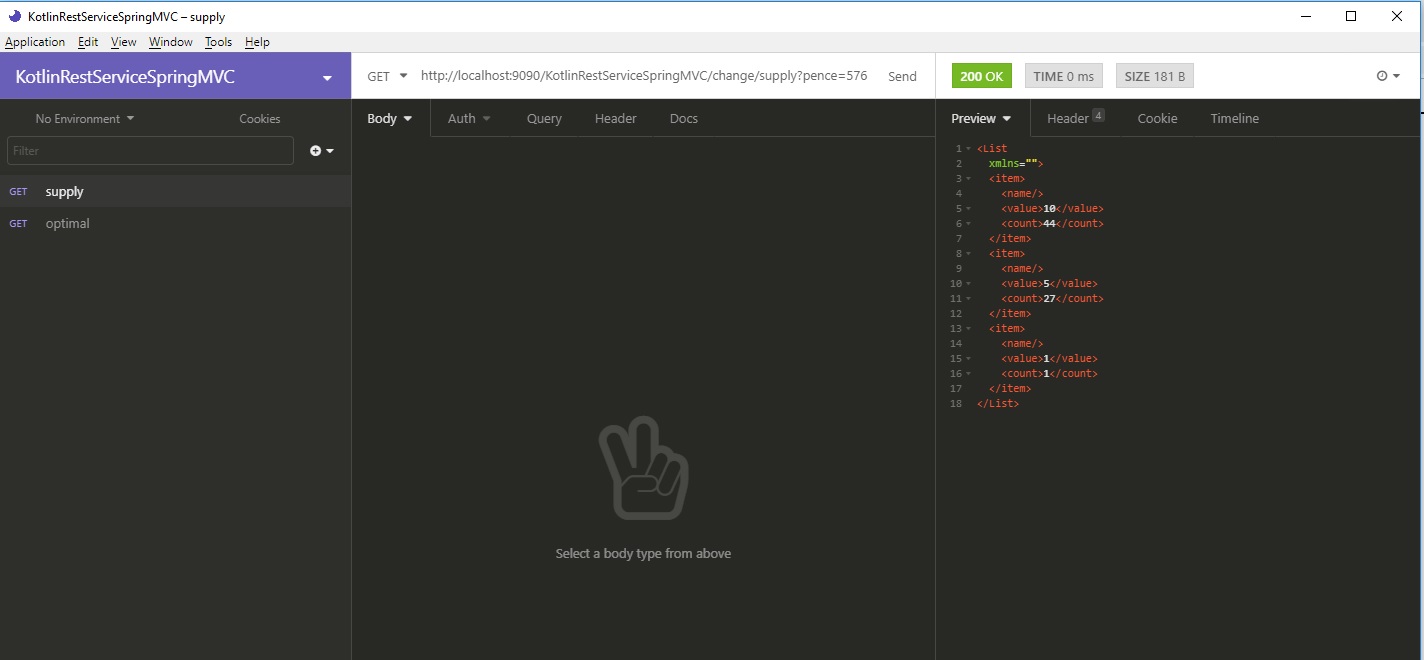 KotlinRestServiceSpringMVC – supply
Application Edit View Window Tools Help
KotlinRestServiceSpringMVC
GET http://localhost:9090/KotlinRestServiceSpringMVC/change/supply?pence=576 Send
200 OK TIME 0 ms SIZE 181 B
No Environment Cookies
Body Auth Query Header Docs
Preview Header 4 Cookie Timeline
Filter
GET supply
GET optimal
Select a body type from above
1 <List
2 xmlns="">
3 <item>
4 <name/>
5 <value>10</value>
6 <count>44</count>
7 </item>
8 <item>
9 <name/>
10 <value>5</value>
11 <count>27</count>
12 </item>
13 <item>
14 <name/>
15 <value>1</value>
16 <count>1</count>
17 </item>
18 </List>